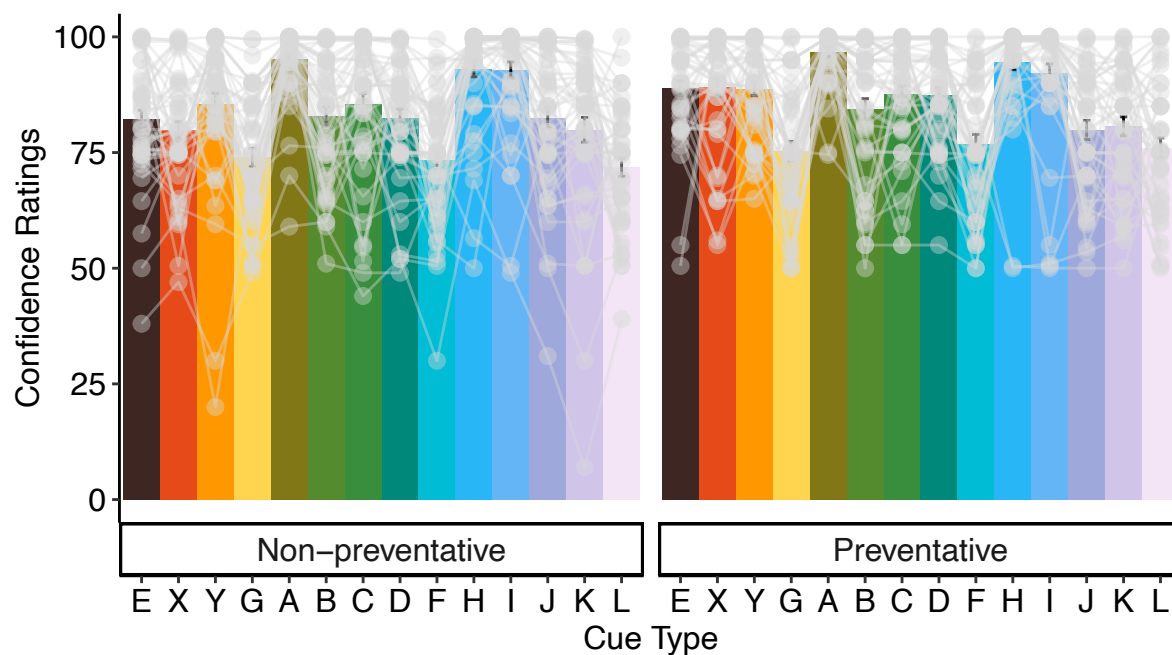 Confidence Ratings
100
75
50
25
0
Non−preventative
Preventative
E X Y G A B C D F H I J K L
E X Y G A B C D F H I J K L
Cue Type